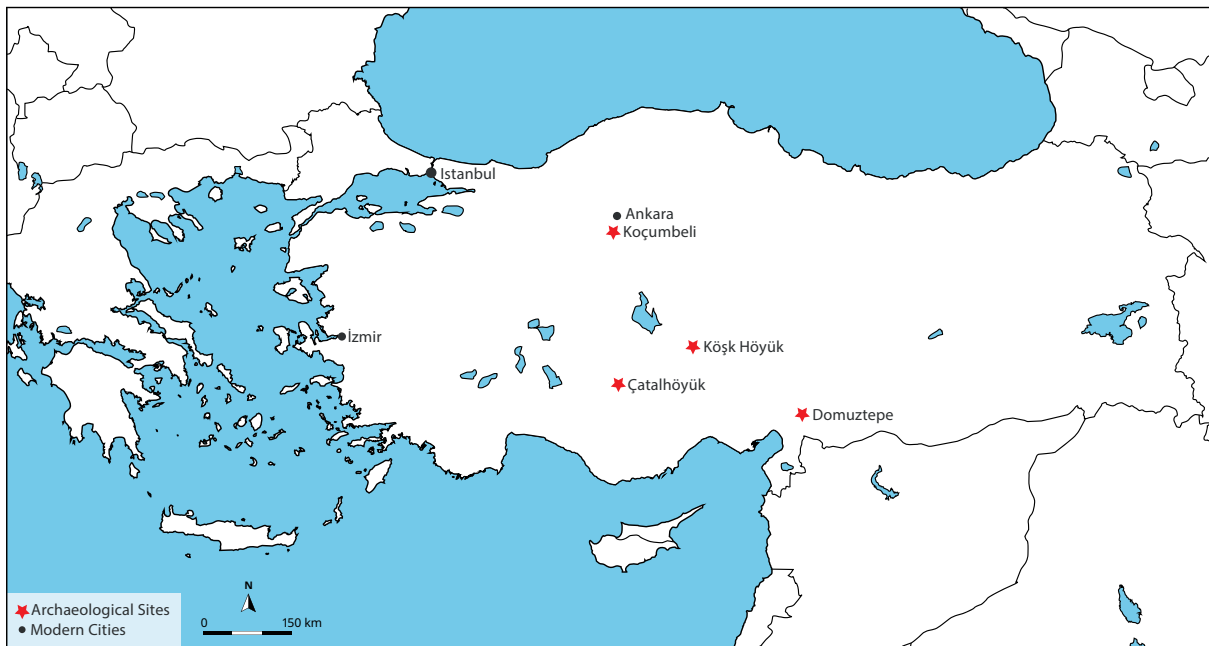 Istanbul
Ankara
Koçumbeli
İzmir
Köşk Höyük
Çatalhöyük
Domuztepe
N
0 150 km
Archaeological Sites
Modern Cities